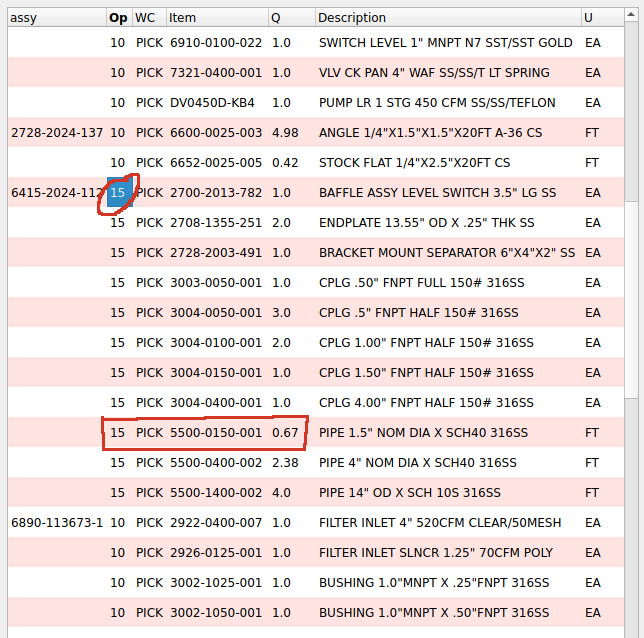 assy Op WC Item Q Description U
10 PICK 6910-0100-022 1.0 SWITCH LEVEL 1" MNPT N7 SST/SST GOLD EA
10 PICK 7321-0400-001 1.0 VLV CK PAN 4" WAF SS/SS/T LT SPRING EA
10 PICK DV0450D-KB4 1.0 PUMP LR 1 STG 450 CFM SS/SS/TEFLON EA
2728-2024-137 10 PICK 6600-0025-003 4.98 ANGLE 1/4"X1.5"X1.5"X20FT A-36 CS FT
10 PICK 6652-0025-005 0.42 STOCK FLAT 1/4"X2.5"X20FT CS FT
6415-2024-112 15 PICK 2700-2013-782 1.0 BAFFLE ASSY LEVEL SWITCH 3.5" LG SS EA
15 PICK 2708-1355-251 2.0 ENDPLATE 13.55" OD X .25" THK SS EA
15 PICK 2728-2003-491 1.0 BRACKET MOUNT SEPARATOR 6"X4"X2" SS EA
15 PICK 3003-0050-001 1.0 CPLG .50" FNPT FULL 150# 316SS EA
15 PICK 3004-0050-001 3.0 CPLG .5" FNPT HALF 150# 316SS EA
15 PICK 3004-0100-001 2.0 CPLG 1.00" FNPT HALF 150# 316SS EA
15 PICK 3004-0150-001 1.0 CPLG 1.50" FNPT HALF 150# 316SS EA
15 PICK 3004-0400-001 1.0 CPLG 4.00" FNPT HALF 150# 316SS EA
15 PICK 5500-0150-001 0.67 PIPE 1.5" NOM DIA X SCH40 316SS FT
15 PICK 5500-0400-002 2.38 PIPE 4" NOM DIA X SCH40 316SS FT
15 PICK 5500-1400-002 4.0 PIPE 14" OD X SCH 10S 316SS FT
6890-113673-1 10 PICK 2922-0400-007 1.0 FILTER INLET 4" 520CFM CLEAR/50MESH EA
10 PICK 2926-0125-001 1.0 FILTER INLET SLNCR 1.25" 70CFM POLY EA
10 PICK 3002-1025-001 1.0 BUSHING 1.0"MNPT X .25"FNPT 316SS EA
10 PICK 3002-1050-001 1.0 BUSHING 1.0"MNPT X .50"FNPT 316SS EA